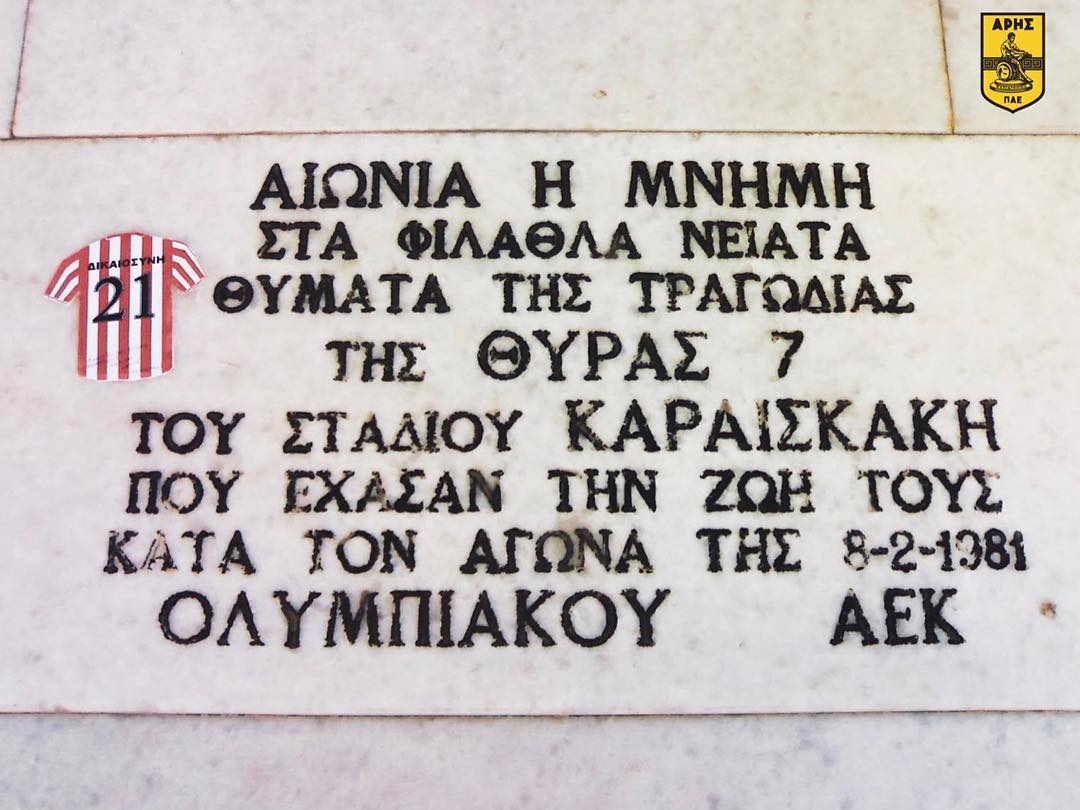 ΑΡΗΣ
ΠΑΕ
ΑΙΩΝΙΑ Η ΜΝΗΜΗ
ΣΤΑ ΦΙΛΑΘΛΑ ΝΕΙΑΤΑ
ΘΥΜΑΤΑ ΤΗΣ ΤΡΑΓΩΔΙΑΣ
ΤΗΣ ΘΥΡΑΣ 7
ΤΟΥ ΣΤΑΔΙΟΥ ΚΑΡΑΙΣΚΑΚΗ
ΠΟΥ ΕΧΑΣΑΝ ΤΗΝ ΖΩΗ ΤΟΥΣ
ΚΑΤΑ ΤΟΝ ΑΓΩΝΑ ΤΗΣ 8-2-1981
ΟΛΥΜΠΙΑΚΟΥ ΑΕΚ
ΔΙΚΑΙΟΣΥΝΗ
21